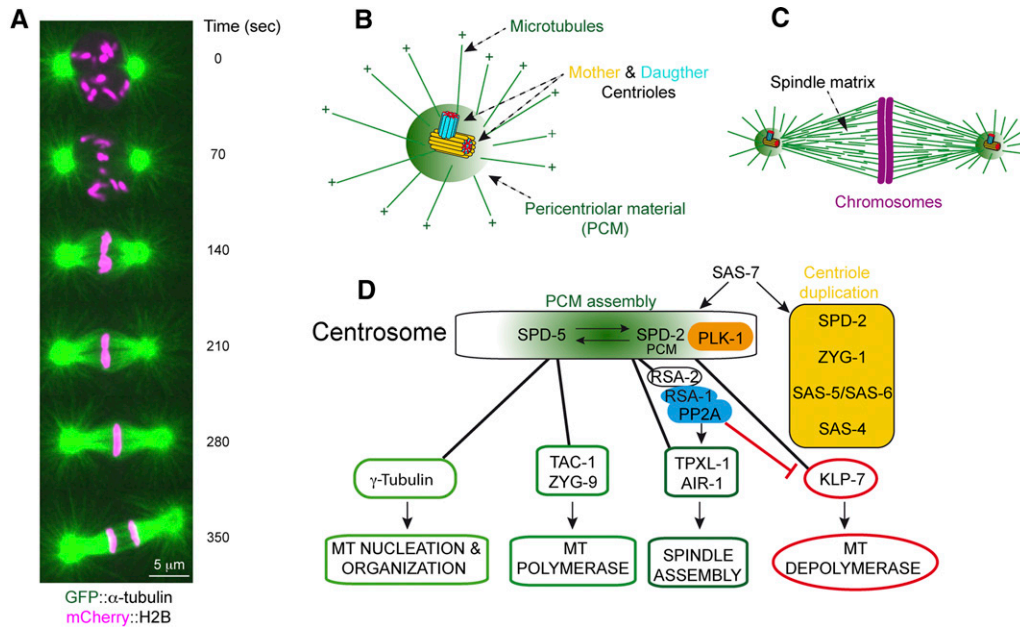 A
Time (sec)
0
70
140
210
280
350
5 μm
GFP::α-tubulin
mCherry::H2B
B
Microtubules
Mother & Daugther
Centrioles
Pericentriolar material
(PCM)
+
+
+
+
+
+
+
+
+
+
+
+
+
+
C
Spindle matrix
Chromosomes
D
SAS-7
PCM assembly
Centrosome
SPD-5
SPD-2
PCM
PLK-1
Centriole
duplication
SPD-2
ZYG-1
SAS-5/SAS-6
SAS-4
RSA-2
RSA-1
PP2A
γ-Tubulin
TAC-1
ZYG-9
TPXL-1
AIR-1
KLP-7
MT NUCLEATION &
ORGANIZATION
MT
POLYMERASE
SPINDLE
ASSEMBLY
MT
DEPOLYMERASE